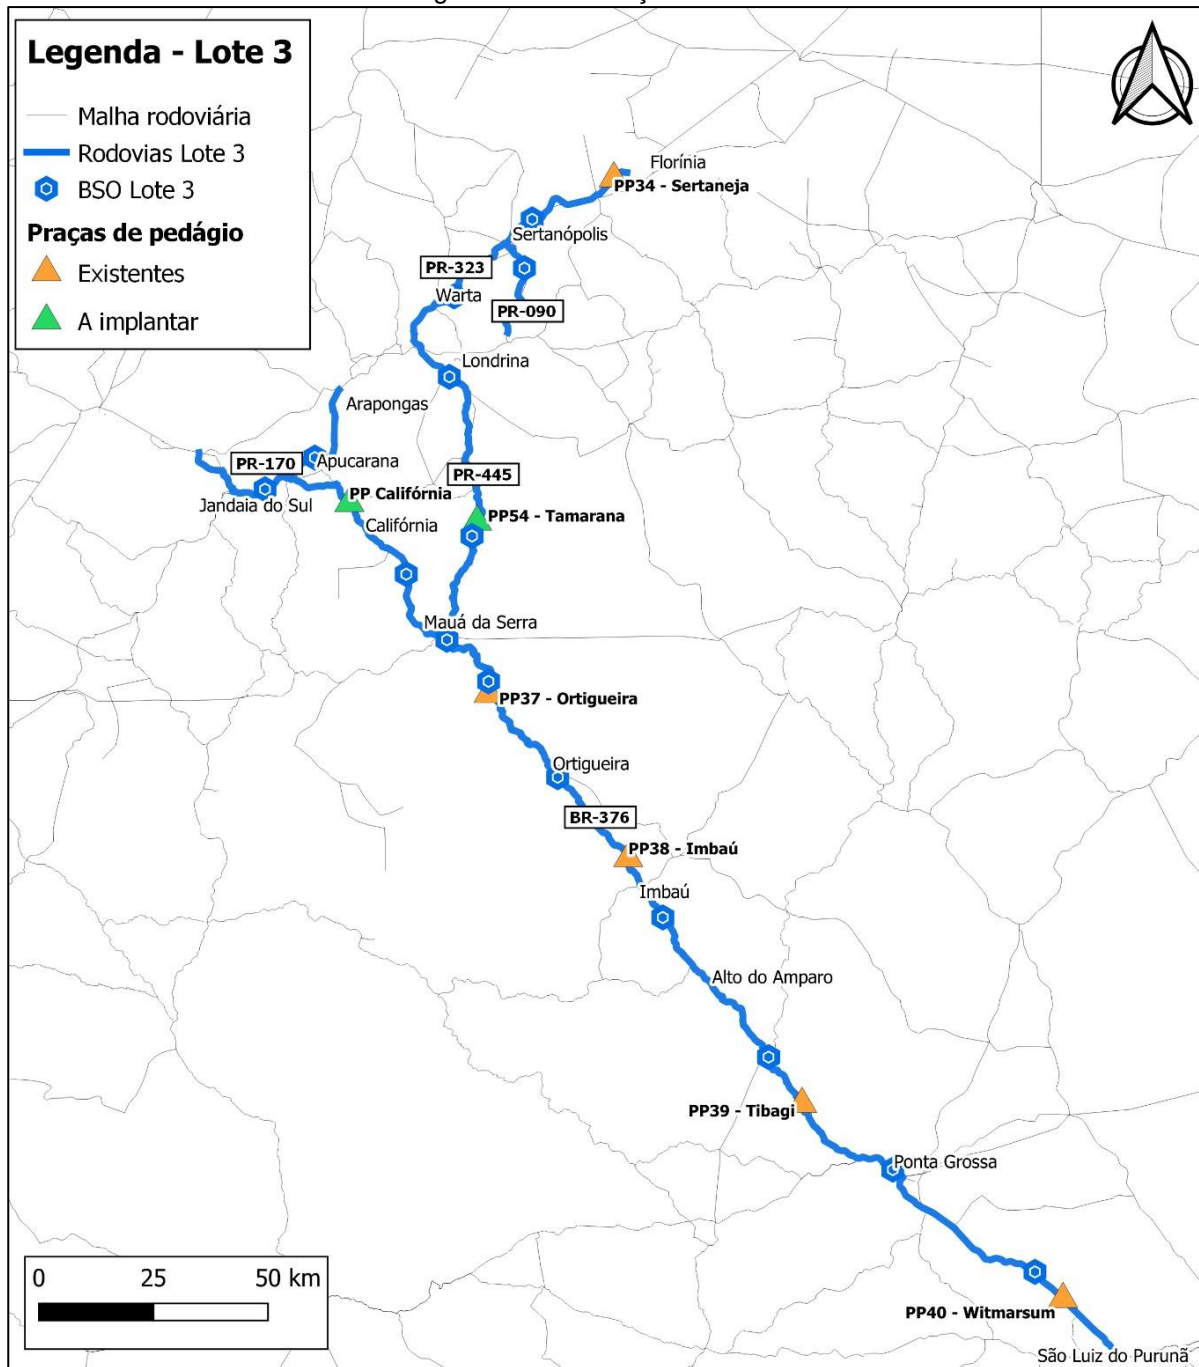 Legenda - Lote 3
Malha rodoviária
Rodovias Lote 3
BSO Lote 3
Praças de pedágio
Existentes
A implantar
Florínia
PP34 - Sertaneja
Sertanópolis
PR-323
Warta
PR-090
Londrina
Arapongas
PR-170
Apucarana
PR-445
PP Califórnia
Jandaia do Sul
Califórnia
PP54 - Tamarana
Mauá da Serra
PP37 - Ortigueira
Ortigueira
BR-376
PP38 - Imbaú
Imbaú
Alto do Amparo
PP39 - Tibagi
Ponta Grossa
0 25 50 km
PP40 - Witmarsum
São Luiz do Purunã